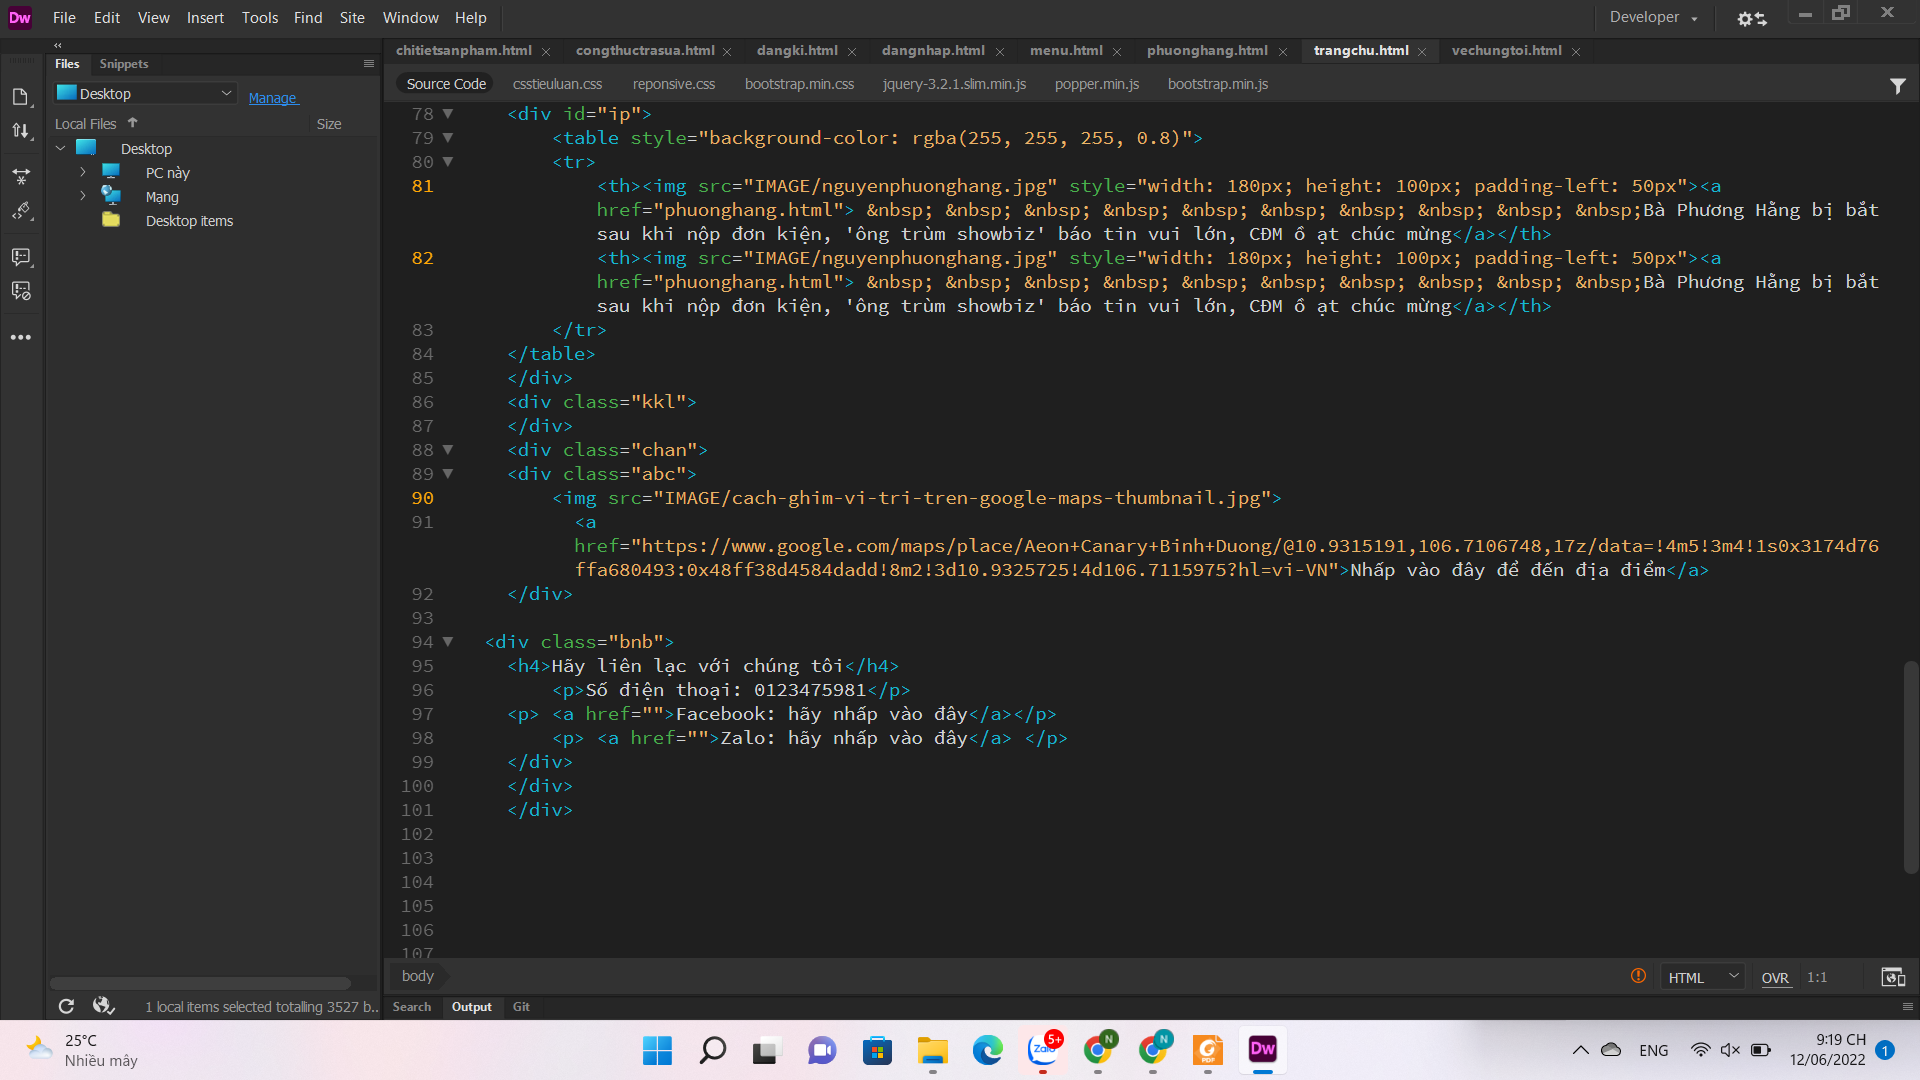 Dw File Edit View Insert Tools Find Site Window Help Developer
chitietsanpham.html congthuctrasua.html dangki.html dangnhap.html menu.html phuonghang.html trangchu.html vechungtoi.html
Files Snippets
Source Code csstieuluan.css reponsive.css bootstrap.min.css jquery-3.2.1.slim.min.js popper.min.js bootstrap.min.js
Desktop Manage
Local Files Size
Desktop
PC này
Mạng
Desktop items
78 <div id="ip">
79 <table style="background-color: rgba(255, 255, 255, 0.8)">
80 <tr>
81 <th><img src="IMAGE/nguyenphuonghang.jpg" style="width: 180px; height: 100px; padding-left: 50px"><a
href="phuonghang.html"> &nbsp; &nbsp; &nbsp; &nbsp; &nbsp; &nbsp; &nbsp; &nbsp; &nbsp; &nbsp;Bà Phương Hằng bị bắt
sau khi nộp đơn kiện, 'ông trùm showbiz' báo tin vui lớn, CĐM ồ ạt chúc mừng</a></th>
82 <th><img src="IMAGE/nguyenphuonghang.jpg" style="width: 180px; height: 100px; padding-left: 50px"><a
href="phuonghang.html"> &nbsp; &nbsp; &nbsp; &nbsp; &nbsp; &nbsp; &nbsp; &nbsp; &nbsp; &nbsp;Bà Phương Hằng bị bắt
sau khi nộp đơn kiện, 'ông trùm showbiz' báo tin vui lớn, CĐM ồ ạt chúc mừng</a></th>
83 </tr>
84 </table>
85 </div>
86 <div class="kkl">
87 </div>
88 <div class="chan">
89 <div class="abc">
90 <img src="IMAGE/cach-ghim-vi-tri-tren-google-maps-thumbnail.jpg">
91 <a
href="https://www.google.com/maps/place/Aeon+Canary+Binh+Duong/@10.9315191,106.7106748,17z/data=!4m5!3m4!1s0x3174d76
ffa680493:0x48ff38d4584dadd!8m2!3d10.9325725!4d106.7115975?hl=vi-VN">Nhấp vào đây để đến địa điểm</a>
92 </div>
93
94 <div class="bnb">
95 <h4>Hãy liên lạc với chúng tôi</h4>
96 <p>Số điện thoại: 0123475981</p>
97 <p> <a href="">Facebook: hãy nhấp vào đây</a></p>
98 <p> <a href="">Zalo: hãy nhấp vào đây</a> </p>
99 </div>
100 </div>
101 </div>
102
103
104
105
106
107
body HTML OVR 1:1
1 local items selected totalling 3527 b...
Search Output Git
25°C
Nhiều mây
Zalo 5+ N N PDF Dw
ENG
9:19 CH
12/06/2022
1